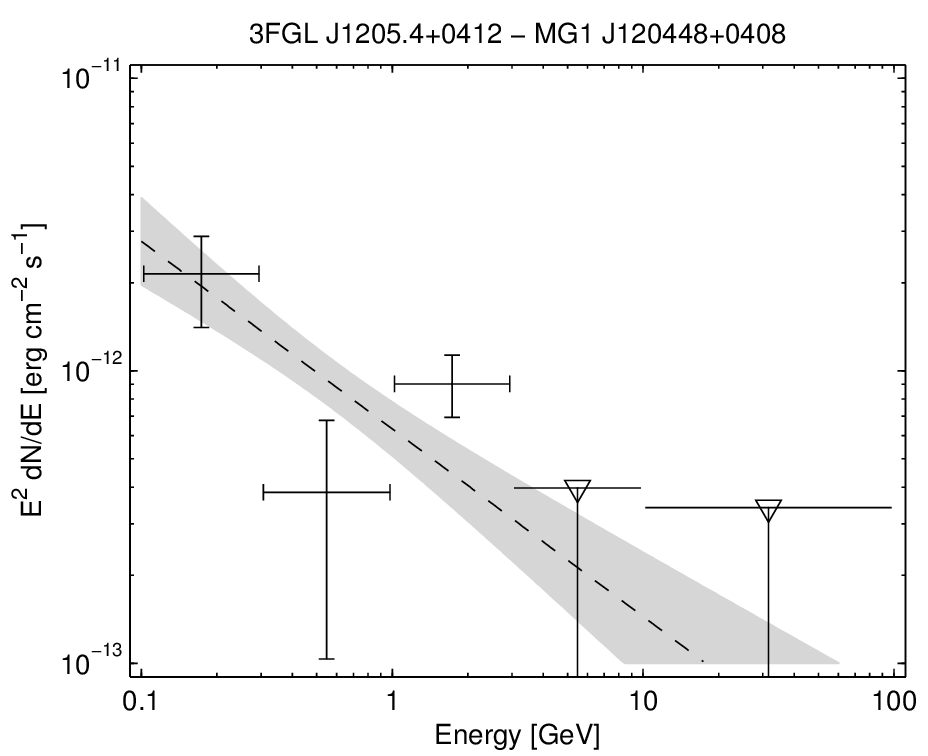 3FGL J1205.4+0412 − MG1 J120448+0408
E² dN/dE [erg cm⁻² s⁻¹]
10⁻¹¹
10⁻¹²
10⁻¹³
0.1 1 10 100
Energy [GeV]